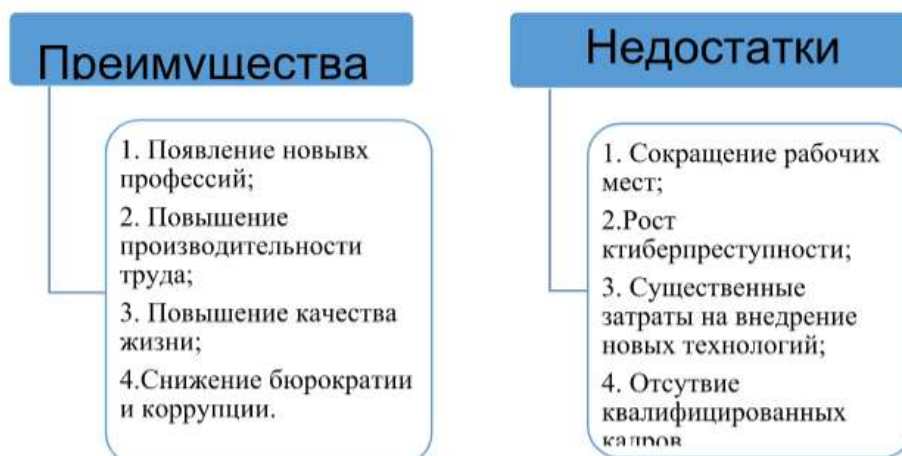 Преимущества
1. Появление новывх
профессий;
2. Повышение
производительности
труда;
3. Повышение качества
жизни;
4.Снижение бюрократии
и коррупции.
Недостатки
1. Сокращение рабочих
мест;
2.Рост
ктиберпреступности;
3. Существенные
затраты на внедрение
новых технологий;
4. Отсутвие
квалифицированных
кадров